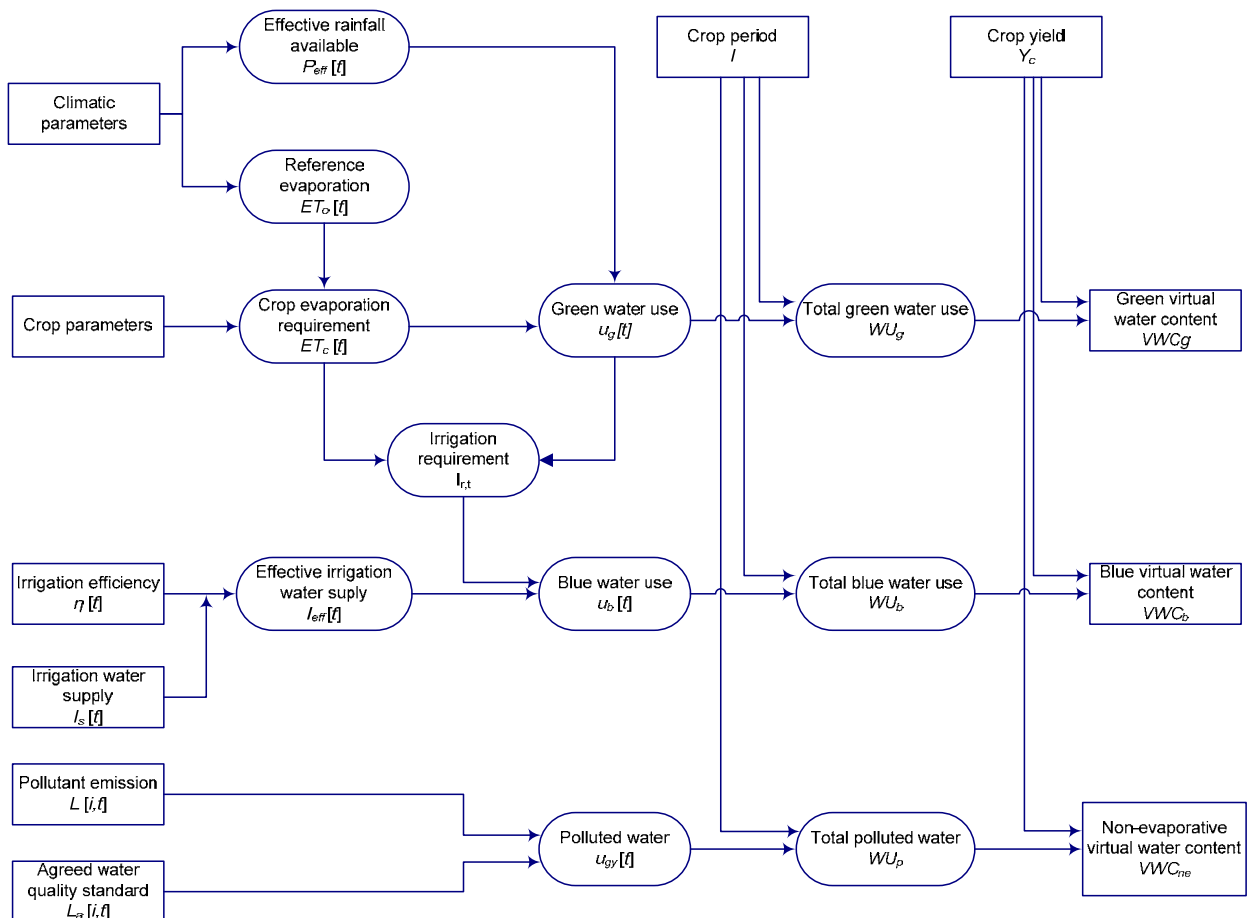 Effective rainfall
available
P_eff [t]
Crop period
l
Crop yield
Y_c
Climatic
parameters
Reference
evaporation
ET_o [t]
Crop parameters
Crop evaporation
requirement
ET_c [t]
Green water use
u_g[t]
Total green water use
WU_g
Green virtual
water content
VWCg
Irrigation
requirement
I_r,t
Irrigation efficiency
η [t]
Effective irrigation
water suply
I_eff [t]
Blue water use
u_b [t]
Total blue water use
WU_b
Blue virtual water
content
VWC_b
Irrigation water
supply
I_s [t]
Pollutant emission
L [i,t]
Polluted water
u_gy[t]
Total polluted water
WU_p
Non-evaporative
virtual water content
VWC_ne
Agreed water
quality standard
L_a [i,t]